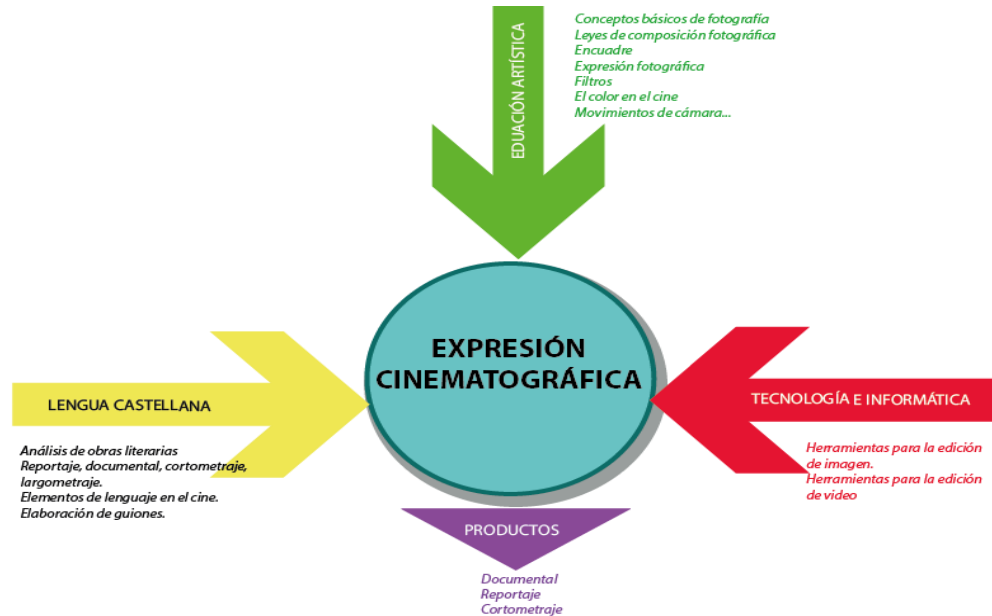 Conceptos básicos de fotografía
Leyes de composición fotográfica
Encuadre
Expresión fotográfica
Filtros
El color en el cine
Movimientos de cámara...
EDUACIÓN ARTÍSTICA
EXPRESIÓN
CINEMATOGRÁFICA
LENGUA CASTELLANA
Análisis de obras literarias
Reportaje, documental, cortometraje,
largometraje.
Elementos de lenguaje en el cine.
Elaboración de guiones.
TECNOLOGÍA E INFORMÁTICA
Herramientas para la edición
de imagen.
Herramientas para la edición
de video
PRODUCTOS
Documental
Reportaje
Cortometraje